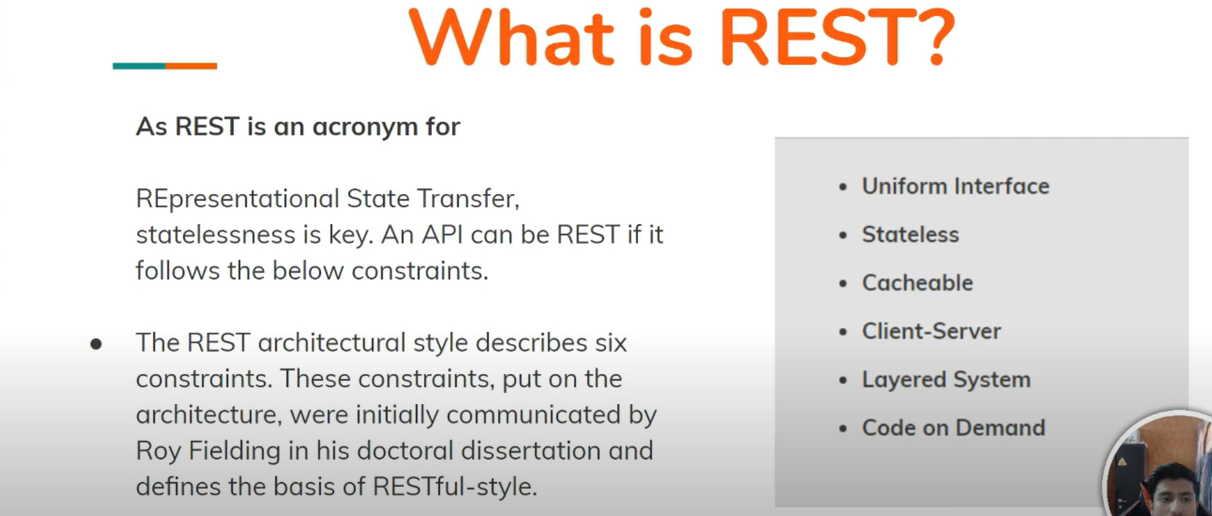 What is REST?
As REST is an acronym for
REpresentational State Transfer,
statelessness is key. An API can be REST if it
follows the below constraints.
● The REST architectural style describes six
constraints. These constraints, put on the
architecture, were initially communicated by
Roy Fielding in his doctoral dissertation and
defines the basis of RESTful-style.
• Uniform Interface
• Stateless
• Cacheable
• Client-Server
• Layered System
• Code on Demand